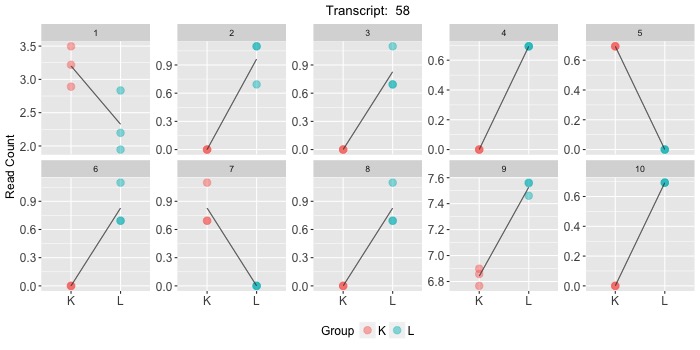 Transcript: 58
1 2 3 4 5
3.5 3.0 2.5 2.0
0.9 0.6 0.3 0.0
0.9 0.6 0.3 0.0
0.6 0.4 0.2 0.0
0.6 0.4 0.2 0.0
Read Count
6 7 8 9 10
0.9 0.6 0.3 0.0
0.9 0.6 0.3 0.0
0.9 0.6 0.3 0.0
7.6 7.4 7.2 7.0 6.8
0.6 0.4 0.2 0.0
K L K L K L K L K L
Group K L